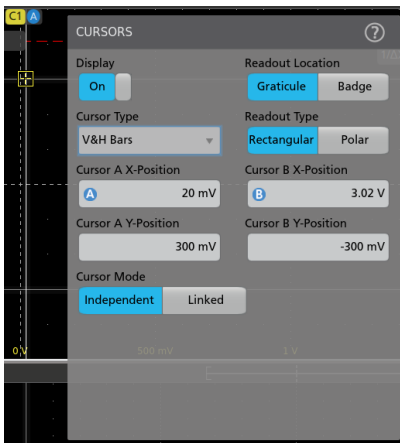 C1 A
CURSORS ?
Display Readout Location
On Graticule Badge
Cursor Type Readout Type
V&H Bars Rectangular Polar
Cursor A X-Position Cursor B X-Position
A 20 mV B 3.02 V
Cursor A Y-Position Cursor B Y-Position
300 mV -300 mV
Cursor Mode
Independent Linked
0 V 500 mV 1 V